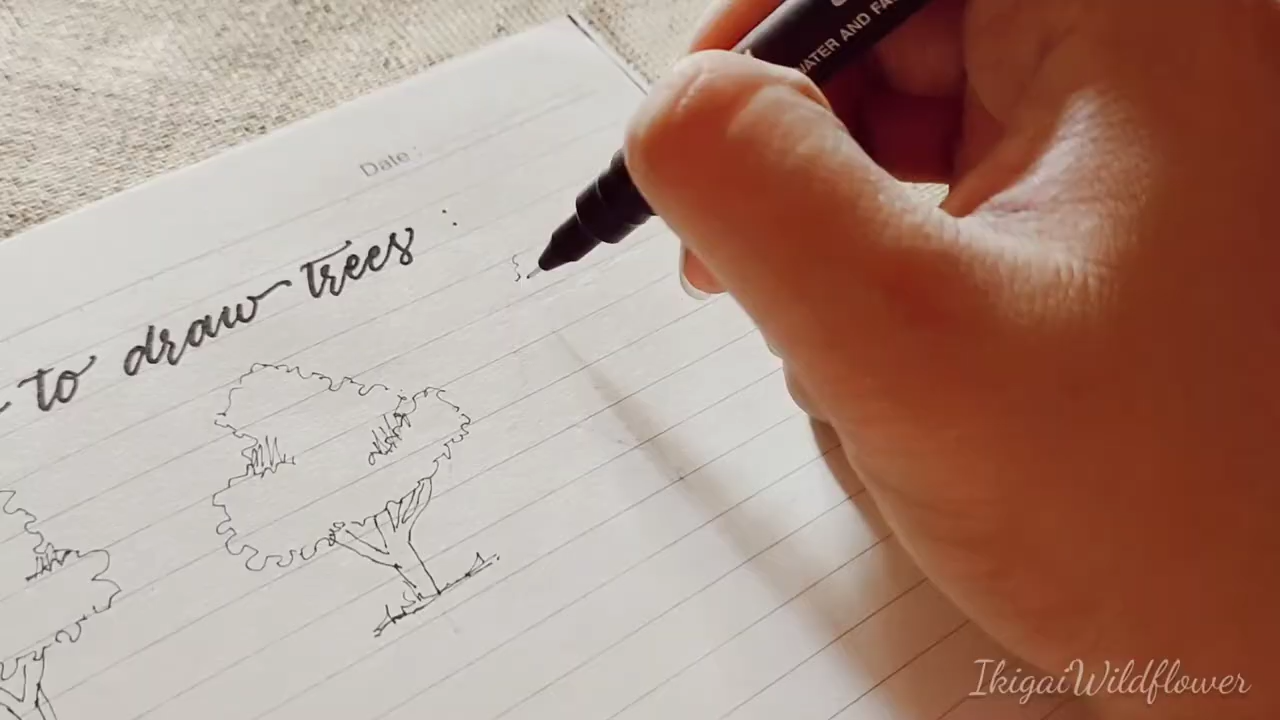 Date :
to draw trees :
WATER AND FA
IkigaiWildflower